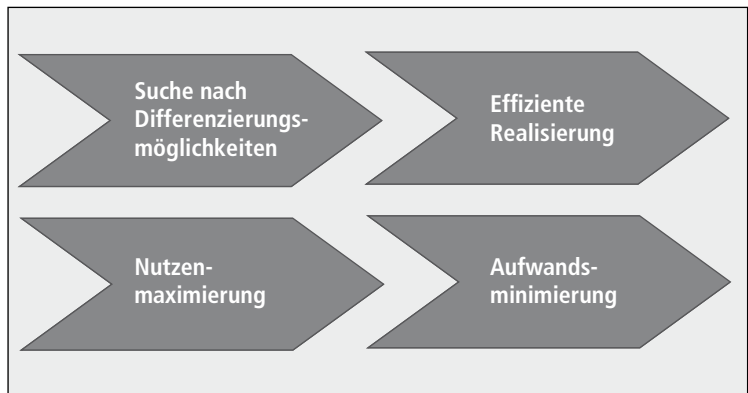 Suche nach
Differenzierungs-
möglichkeiten
Effiziente
Realisierung
Nutzen-
maximierung
Aufwands-
minimierung